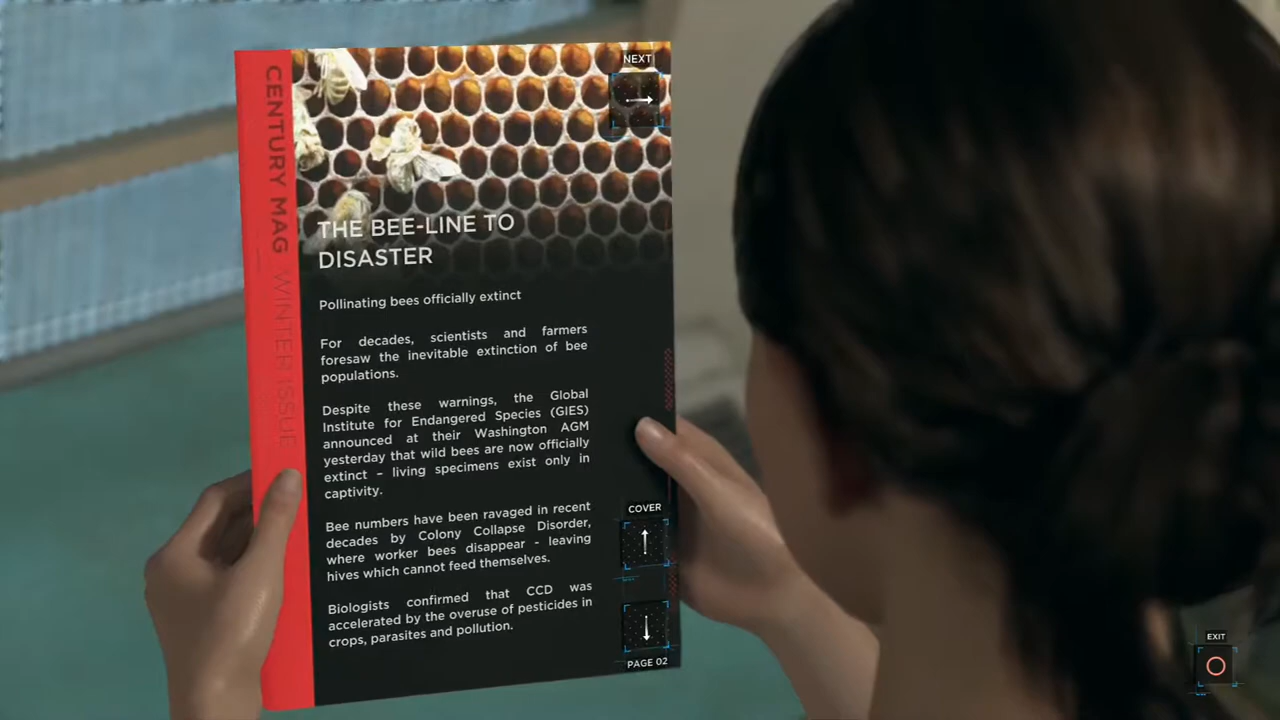 CENTURY MAG WINTER ISSUE
NEXT
THE BEE-LINE TO
DISASTER
Pollinating bees officially extinct
For decades, scientists and farmers
foresaw the inevitable extinction of bee
populations.
Despite these warnings, the Global
Institute for Endangered Species (GIES)
announced at their Washington AGM
yesterday that wild bees are now officially
extinct – living specimens exist only in
captivity.
Bee numbers have been ravaged in recent
decades by Colony Collapse Disorder,
where worker bees disappear - leaving
hives which cannot feed themselves.
Biologists confirmed that CCD was
accelerated by the overuse of pesticides in
crops, parasites and pollution.
COVER
PAGE 02
EXIT